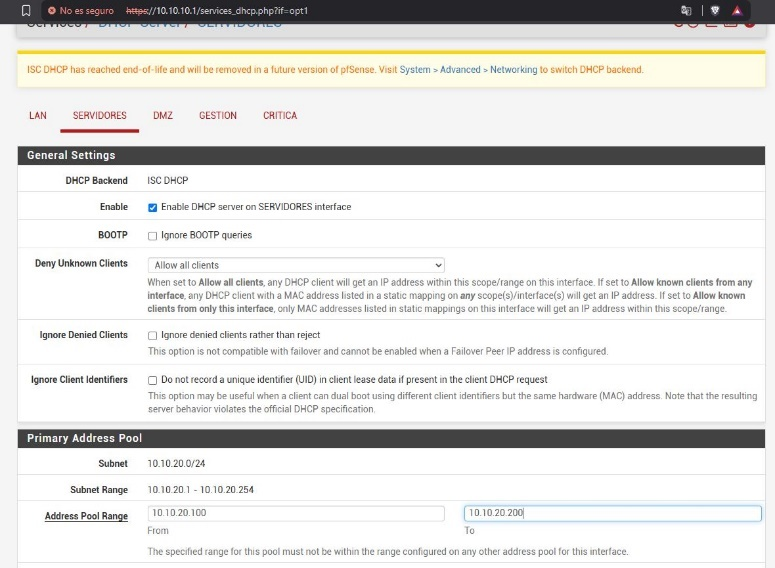 No es seguro https://10.10.10.1/services_dhcp.php?if=opt1
Services / DHCP Server / SERVIDORES
ISC DHCP has reached end-of-life and will be removed in a future version of pfSense. Visit System > Advanced > Networking to switch DHCP backend.
LAN SERVIDORES DMZ GESTION CRITICA
General Settings
DHCP Backend ISC DHCP
Enable Enable DHCP server on SERVIDORES interface
BOOTP Ignore BOOTP queries
Deny Unknown Clients Allow all clients
When set to Allow all clients, any DHCP client will get an IP address within this scope/range on this interface. If set to Allow known clients from any
interface, any DHCP client with a MAC address listed in a static mapping on any scope(s)/interface(s) will get an IP address. If set to Allow known
clients from only this interface, only MAC addresses listed in static mappings on this interface will get an IP address within this scope/range.
Ignore Denied Clients Ignore denied clients rather than reject
This option is not compatible with failover and cannot be enabled when a Failover Peer IP address is configured.
Ignore Client Identifiers Do not record a unique identifier (UID) in client lease data if present in the client DHCP request
This option may be useful when a client can dual boot using different client identifiers but the same hardware (MAC) address. Note that the resulting
server behavior violates the official DHCP specification.
Primary Address Pool
Subnet 10.10.20.0/24
Subnet Range 10.10.20.1 - 10.10.20.254
Address Pool Range 10.10.20.100 10.10.20.200
From To
The specified range for this pool must not be within the range configured on any other address pool for this interface.